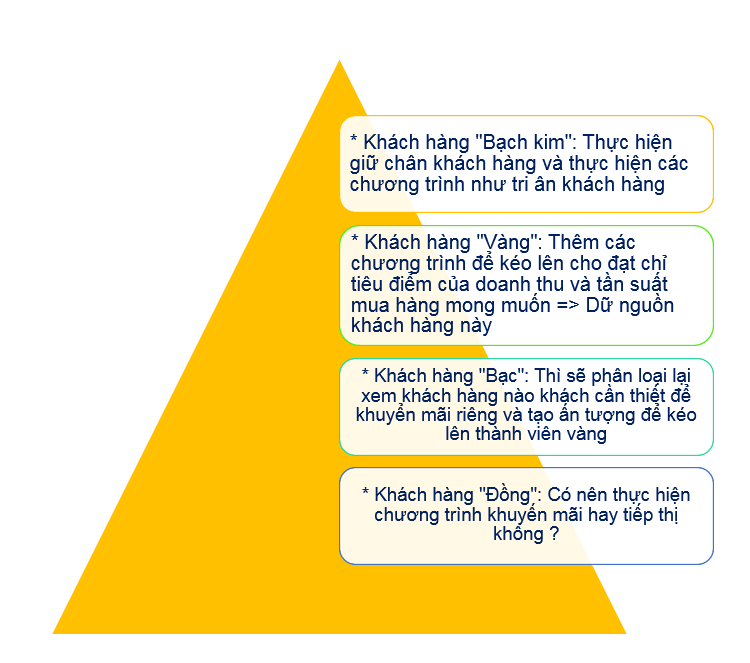 * Khách hàng "Bạch kim": Thực hiện
giữ chân khách hàng và thực hiện các
chương trình như tri ân khách hàng
* Khách hàng "Vàng": Thêm các
chương trình để kéo lên cho đạt chỉ
tiêu điểm của doanh thu và tần suất
mua hàng mong muốn => Dữ nguồn
khách hàng này
* Khách hàng "Bạc": Thì sẽ phân loại lại
xem khách hàng nào khách cần thiết để
khuyển mãi riêng và tạo ấn tượng để kéo
lên thành viên vàng
* Khách hàng "Đồng": Có nên thực hiện
chương trình khuyến mãi hay tiếp thị
không ?